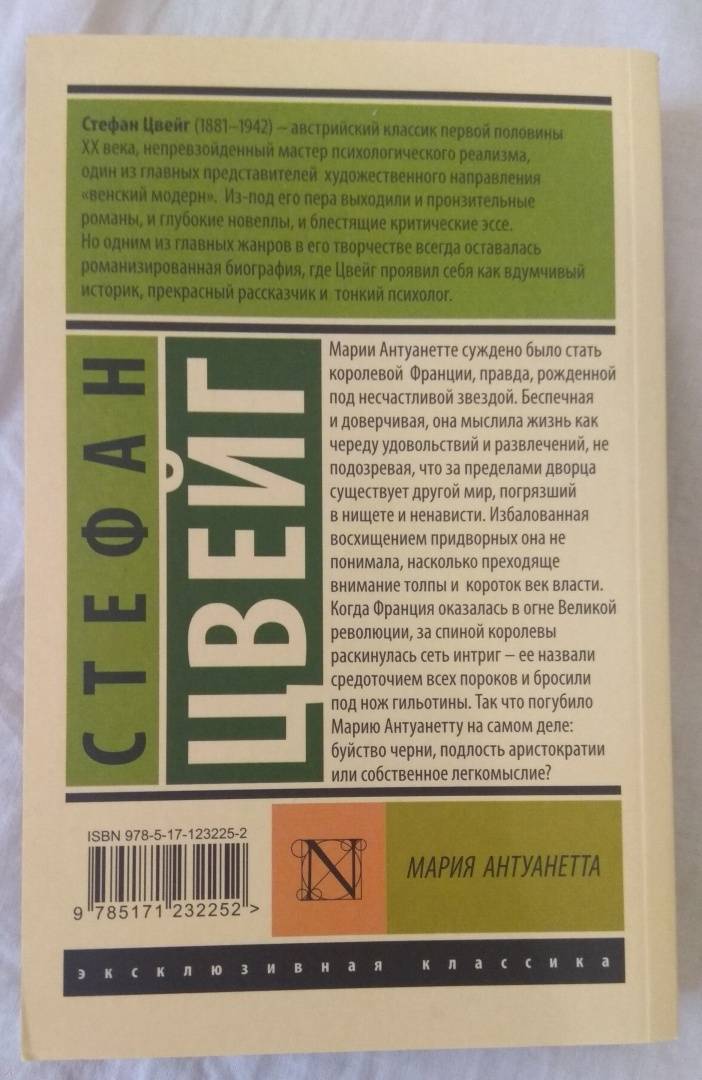 Стефан Цвейг (1881–1942) – австрийский классик первой половины
XX века, непревзойденный мастер психологического реализма,
один из главных представителей художественного направления
«венский модерн». Из-под его пера выходили и пронзительные
романы, и глубокие новеллы, и блестящие критические эссе.
Но одним из главных жанров в его творчестве всегда оставалась
романизированная биография, где Цвейг проявил себя как вдумчивый
историк, прекрасный рассказчик и тонкий психолог.
СТЕФАН
ЦВЕЙГ
Марии Антуанетте суждено было стать
королевой Франции, правда, рожденной
под несчастливой звездой. Беспечная
и доверчивая, она мыслила жизнь как
череду удовольствий и развлечений, не
подозревая, что за пределами дворца
существует другой мир, погрязший
в нищете и ненависти. Избалованная
восхищением придворных она не
понимала, насколько преходяще
внимание толпы и короток век власти.
Когда Франция оказалась в огне Великой
революции, за спиной королевы
раскинулась сеть интриг – ее назвали
средоточием всех пороков и бросили
под нож гильотины. Так что погубило
Марию Антуанетту на самом деле:
буйство черни, подлость аристократии
или собственное легкомыслие?
ISBN 978-5-17-123225-2
9 785171 232252 >
N
МАРИЯ АНТУАНЕТТА
эксклюзивная классика